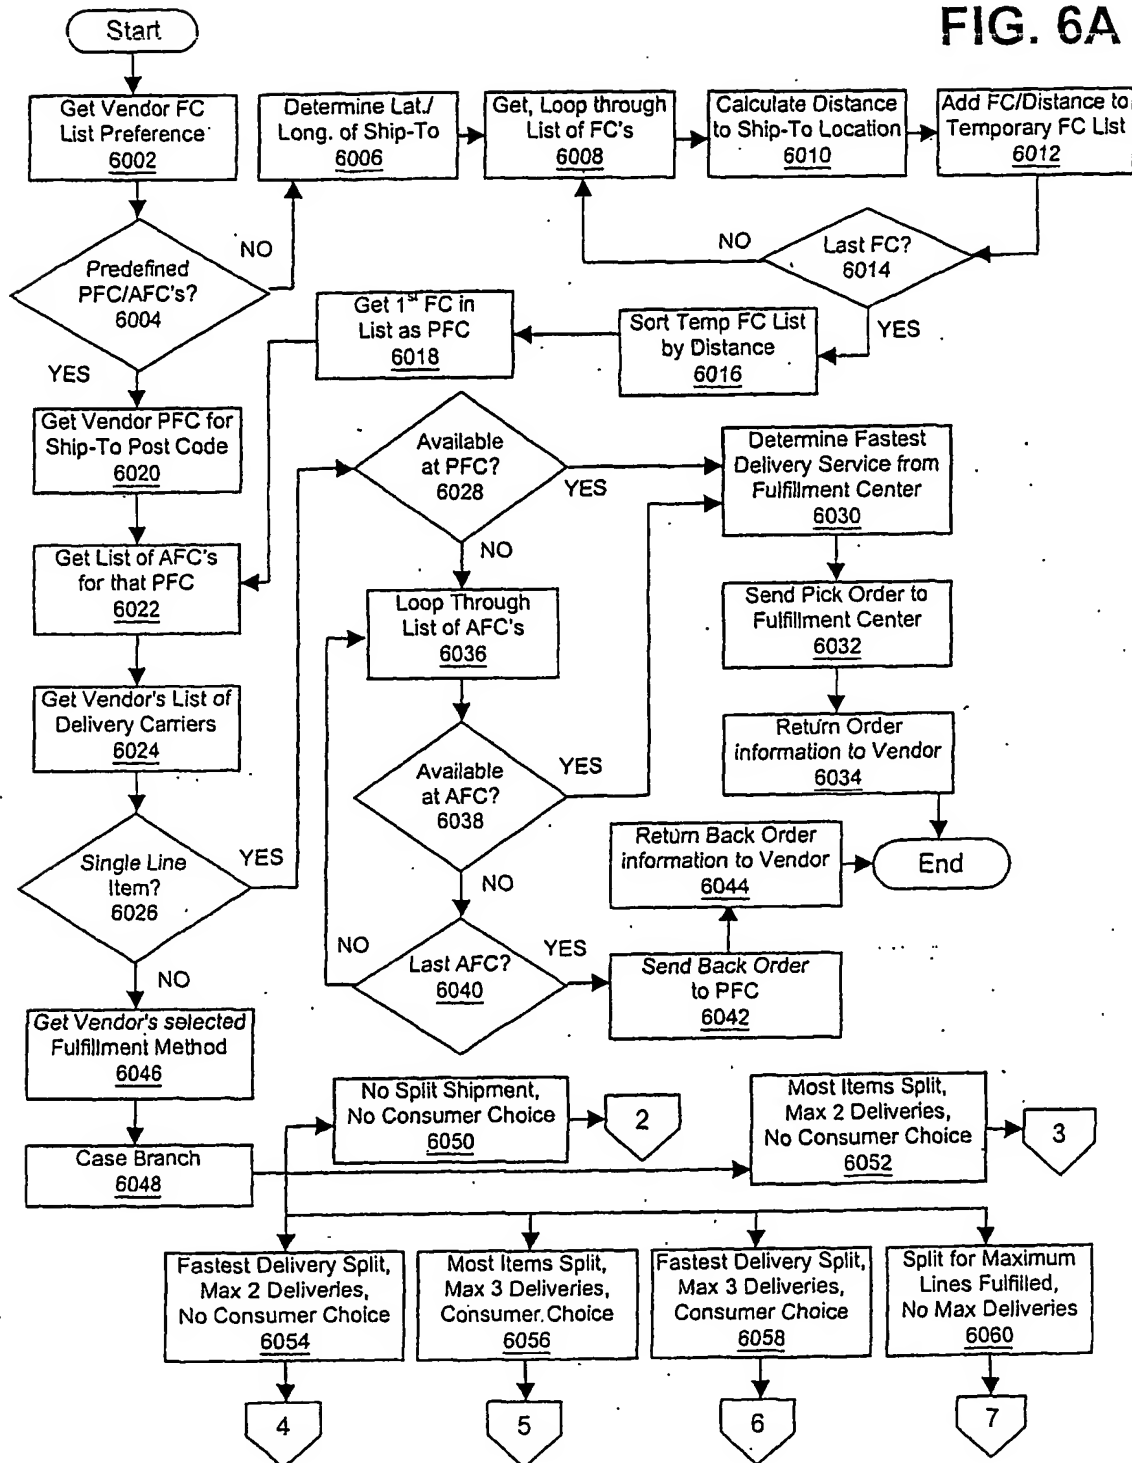 FIG. 6A
Start
Get Vendor FC
List Preference
6002
Determine Lat./
Long. of Ship-To
6006
Get, Loop through
List of FC's
6008
Calculate Distance
to Ship-To Location
6010
Add FC/Distance to
Temporary FC List
6012
Predefined
PFC/AFC's?
6004
NO
YES
Last FC?
6014
NO
YES
Sort Temp FC List
by Distance
6016
Get 1st FC in
List as PFC
6018
Get Vendor PFC for
Ship-To Post Code
6020
Get List of AFC's
for that PFC
6022
Get Vendor's List of
Delivery Carriers
6024
Single Line
Item?
6026
YES
NO
Available
at PFC?
6028
YES
NO
Determine Fastest
Delivery Service from
Fulfillment Center
6030
Send Pick Order to
Fulfillment Center
6032
Return Order
information to Vendor
6034
End
Loop Through
List of AFC's
6036
Available
at AFC?
6038
YES
NO
Last AFC?
6040
NO
YES
Send Back Order
to PFC
6042
Return Back Order
information to Vendor
6044
Get Vendor's selected
Fulfillment Method
6046
Case Branch
6048
No Split Shipment,
No Consumer Choice
6050
2
Most Items Split,
Max 2 Deliveries,
No Consumer Choice
6052
3
Fastest Delivery Split,
Max 2 Deliveries,
No Consumer Choice
6054
4
Most Items Split,
Max 3 Deliveries,
Consumer Choice
6056
5
Fastest Delivery Split,
Max 3 Deliveries,
Consumer Choice
6058
6
Split for Maximum
Lines Fulfilled,
No Max Deliveries
6060
7